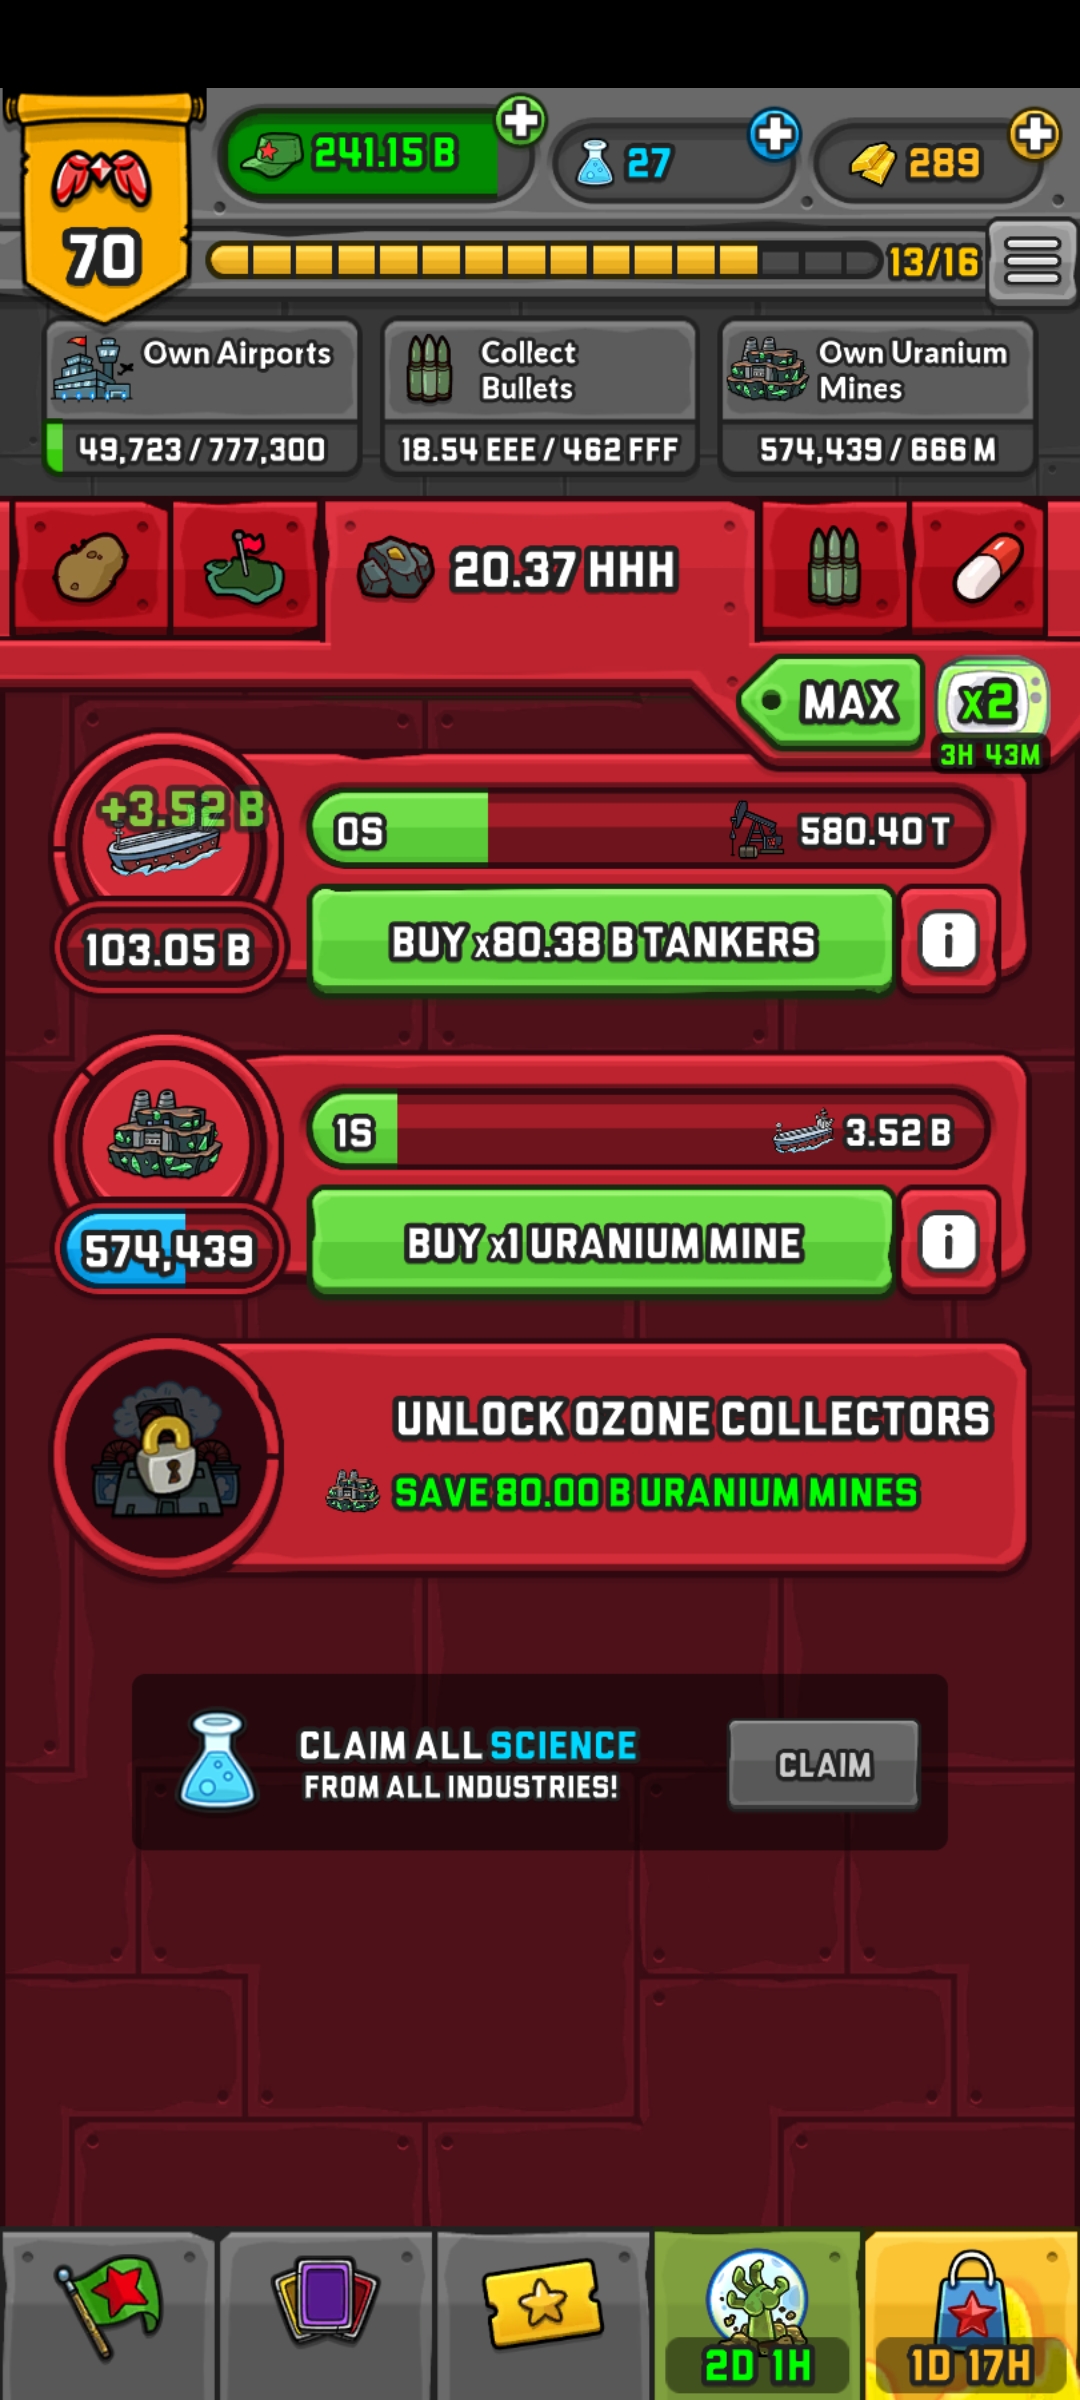 241.15 B
27
289
70
13/16
Own Airports
49,723 / 777,300
Collect
Bullets
18.54 EEE / 462 FFF
Own Uranium
Mines
574,439 / 666 M
20.37 HHH
MAX
x2
3H 43M
+3.52 B
0S
580.40 T
103.05 B
BUY x80.38 B TANKERS
i
1S
3.52 B
574,439
BUY x1 URANIUM MINE
i
UNLOCK OZONE COLLECTORS
SAVE 80.00 B URANIUM MINES
CLAIM ALL SCIENCE
FROM ALL INDUSTRIES!
CLAIM
2D 1H
1D 17H